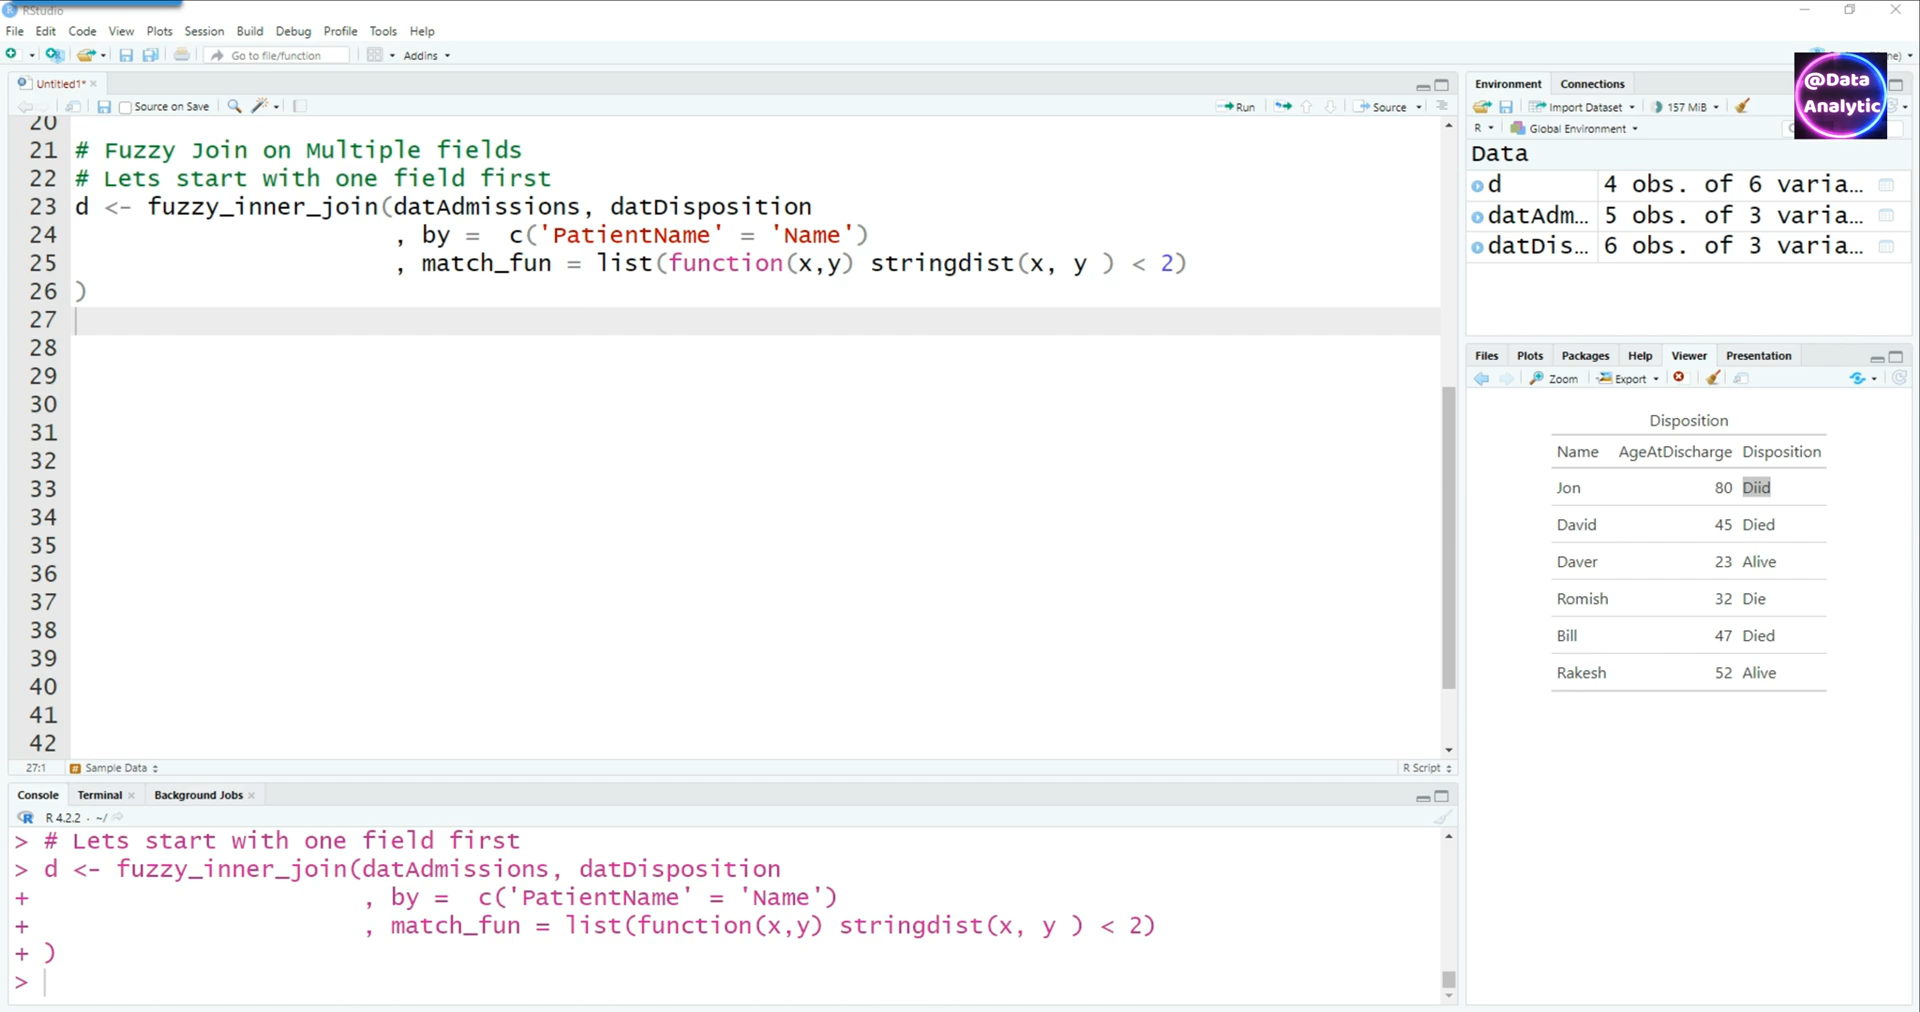 RStudio
File Edit Code View Plots Session Build Debug Profile Tools Help
Go to file/function Addins
Untitled1*
Source on Save Run Source
20
21 # Fuzzy Join on Multiple fields
22 # Lets start with one field first
23 d <- fuzzy_inner_join(datAdmissions, datDisposition
24 , by = c('PatientName' = 'Name')
25 , match_fun = list(function(x,y) stringdist(x, y ) < 2)
26 )
27
28
29
30
31
32
33
34
35
36
37
38
39
40
41
42
27:1 Sample Data R Script
Console Terminal Background Jobs
R 4.2.2 · ~/
> # Lets start with one field first
> d <- fuzzy_inner_join(datAdmissions, datDisposition
+ , by = c('PatientName' = 'Name')
+ , match_fun = list(function(x,y) stringdist(x, y ) < 2)
+ )
>
Environment Connections
Import Dataset 157 MiB
R Global Environment
@Data
Analytic
Data
d 4 obs. of 6 varia...
datAdm... 5 obs. of 3 varia...
datDis... 6 obs. of 3 varia...
Files Plots Packages Help Viewer Presentation
Zoom Export
Disposition
Name AgeAtDischarge Disposition
Jon 80 Diid
David 45 Died
Daver 23 Alive
Romish 32 Die
Bill 47 Died
Rakesh 52 Alive